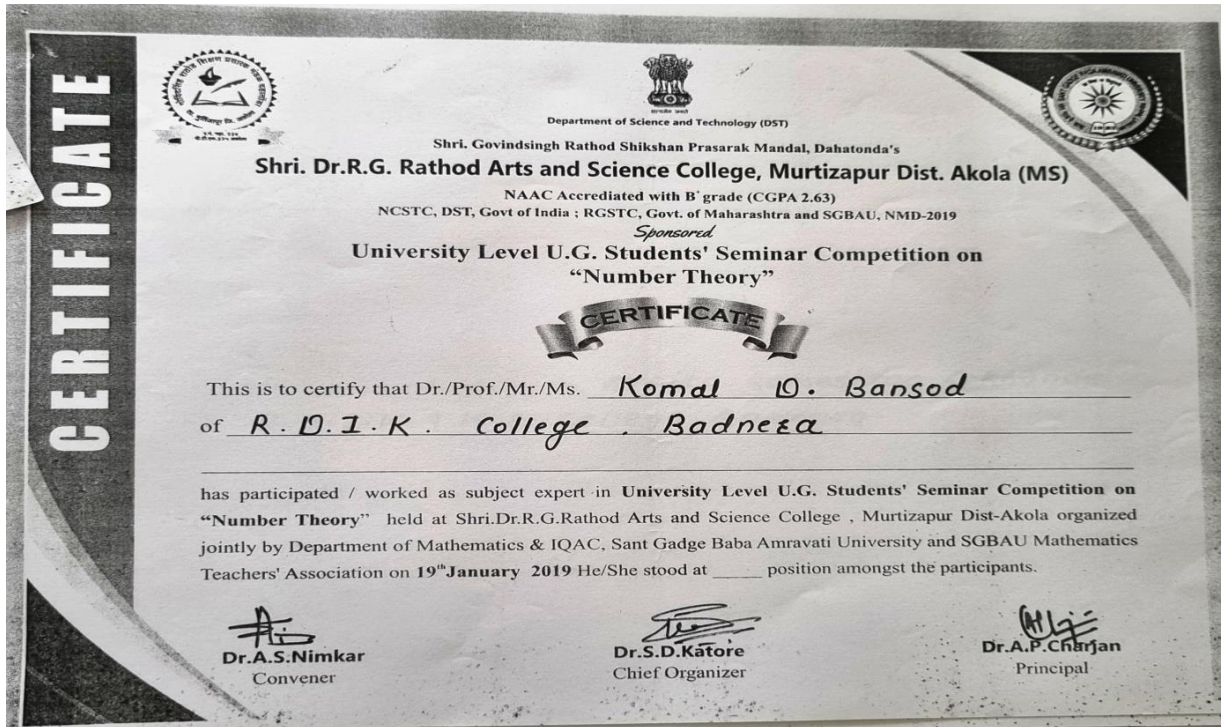 CERTIFICATE
Department of Science and Technology (DST)
Shri. Govindsingh Rathod Shikshan Prasarak Mandal, Dahatonda's
Shri. Dr.R.G. Rathod Arts and Science College, Murtizapur Dist. Akola (MS)
NAAC Accrediated with B+ grade (CGPA 2.63)
NCSTC, DST, Govt of India ; RGSTC, Govt. of Maharashtra and SGBAU, NMD-2019
Sponsored
University Level U.G. Students' Seminar Competition on
“Number Theory”
CERTIFICATE
This is to certify that Dr./Prof./Mr./Ms. Komal D. Bansod
of R.D.I.K. College. Badnera
has participated / worked as subject expert in University Level U.G. Students' Seminar Competition on
“Number Theory” held at Shri.Dr.R.G.Rathod Arts and Science College , Murtizapur Dist-Akola organized
jointly by Department of Mathematics & IQAC, Sant Gadge Baba Amravati University and SGBAU Mathematics
Teachers' Association on 19th January 2019 He/She stood at _____ position amongst the participants.
Dr.A.S.Nimkar
Convener
Dr.S.D.Katore
Chief Organizer
Dr.A.P.Charjan
Principal